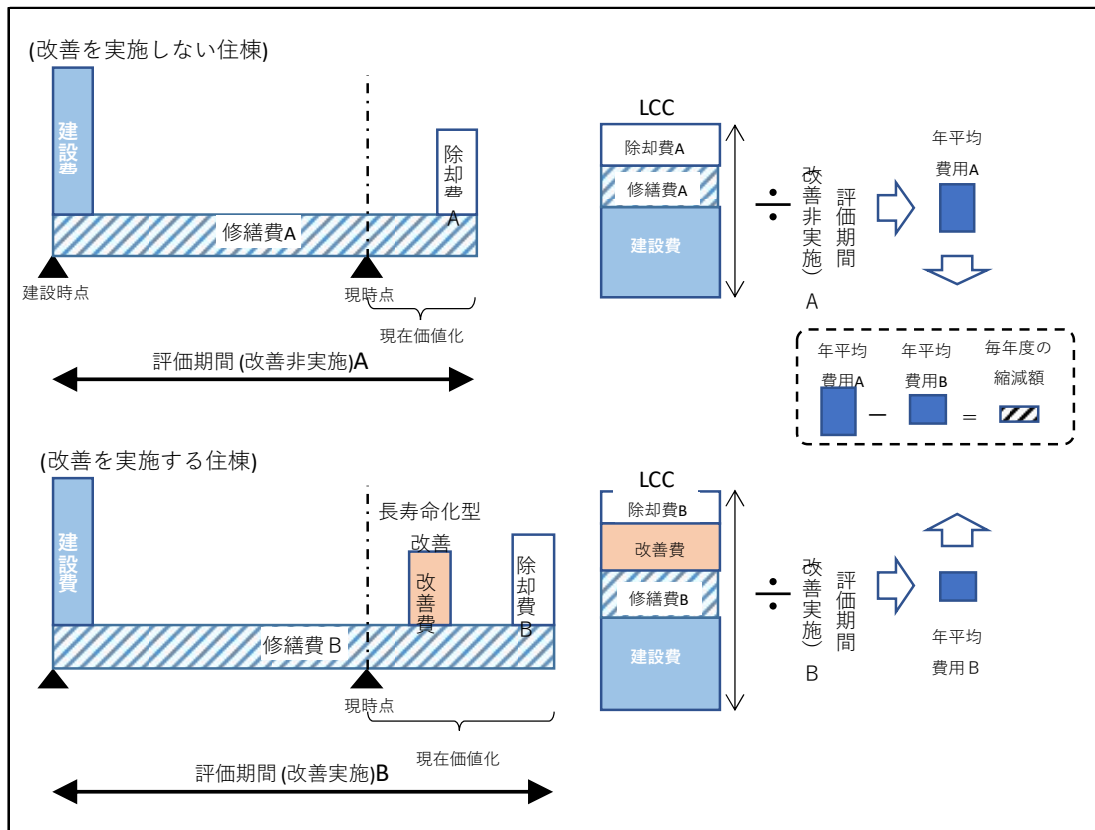 (改善を実施しない住棟)
建設費
除却費A
修繕費A
建設時点
現時点
現在価値化
評価期間(改善非実施)A
LCC
除却費A
修繕費A
建設費
÷
評価期間
改善非実施)A
年平均
費用A
年平均
費用A
－
年平均
費用B
＝
毎年度の
縮減額
(改善を実施する住棟)
建設費
長寿命化型
改善
改善費
除却費B
修繕費B
現時点
現在価値化
評価期間(改善実施)B
LCC
除却費B
改善費
修繕費B
建設費
÷
評価期間
改善実施)B
年平均
費用B